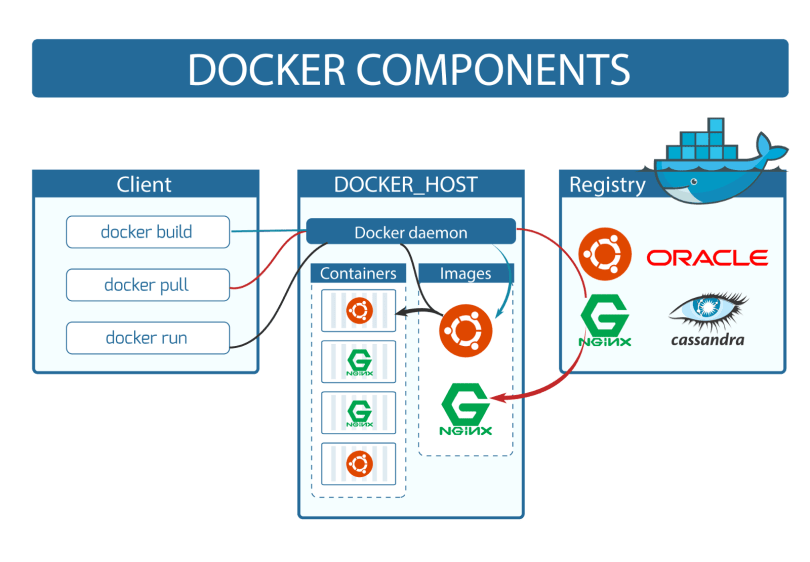 DOCKER COMPONENTS
Client
docker build
docker pull
docker run
DOCKER_HOST
Docker daemon
Containers
NGiNX
NGiNX
Images
NGiNX
Registry
ORACLE
NGiNX
cassandra